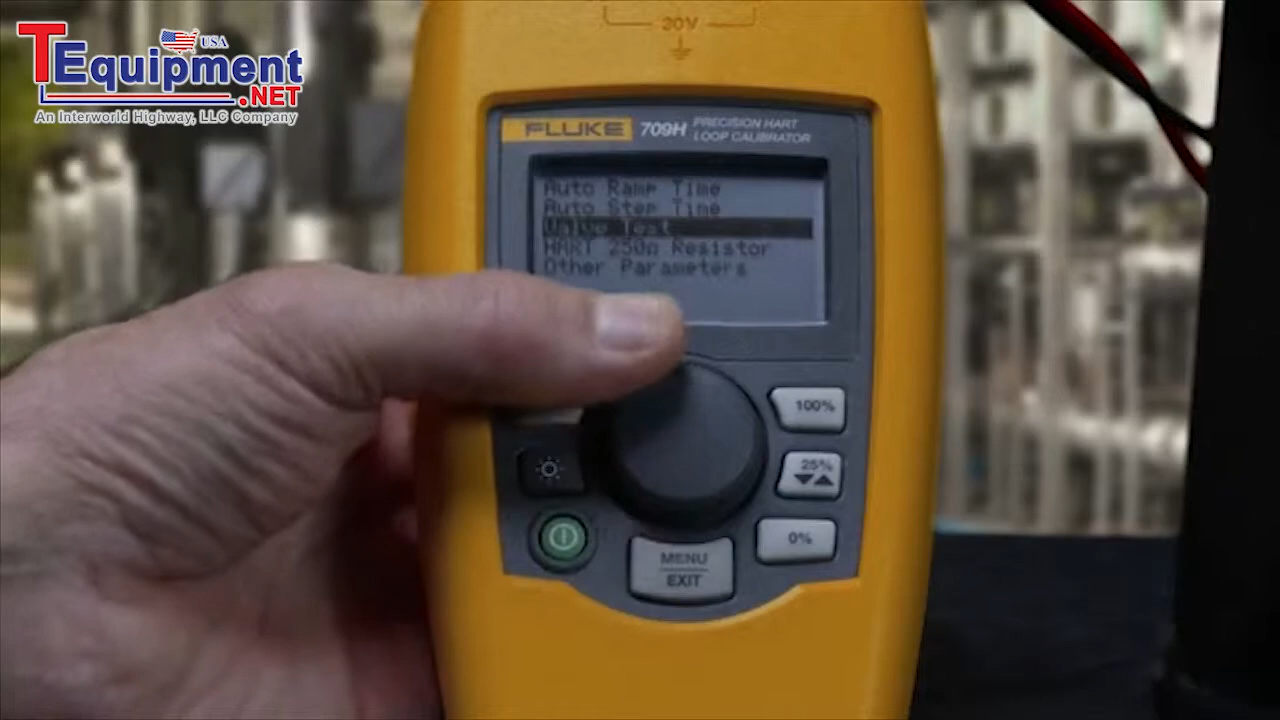 TEquipment
USA
.NET
An Interworld Highway, LLC Company
30V
FLUKE 709H PRECISION HART
LOOP CALIBRATOR
Auto Ramp Time
Auto Step Time
Valve Test
HART 250Ω Resistor
Other Parameters
100%
25%
0%
MENU
EXIT